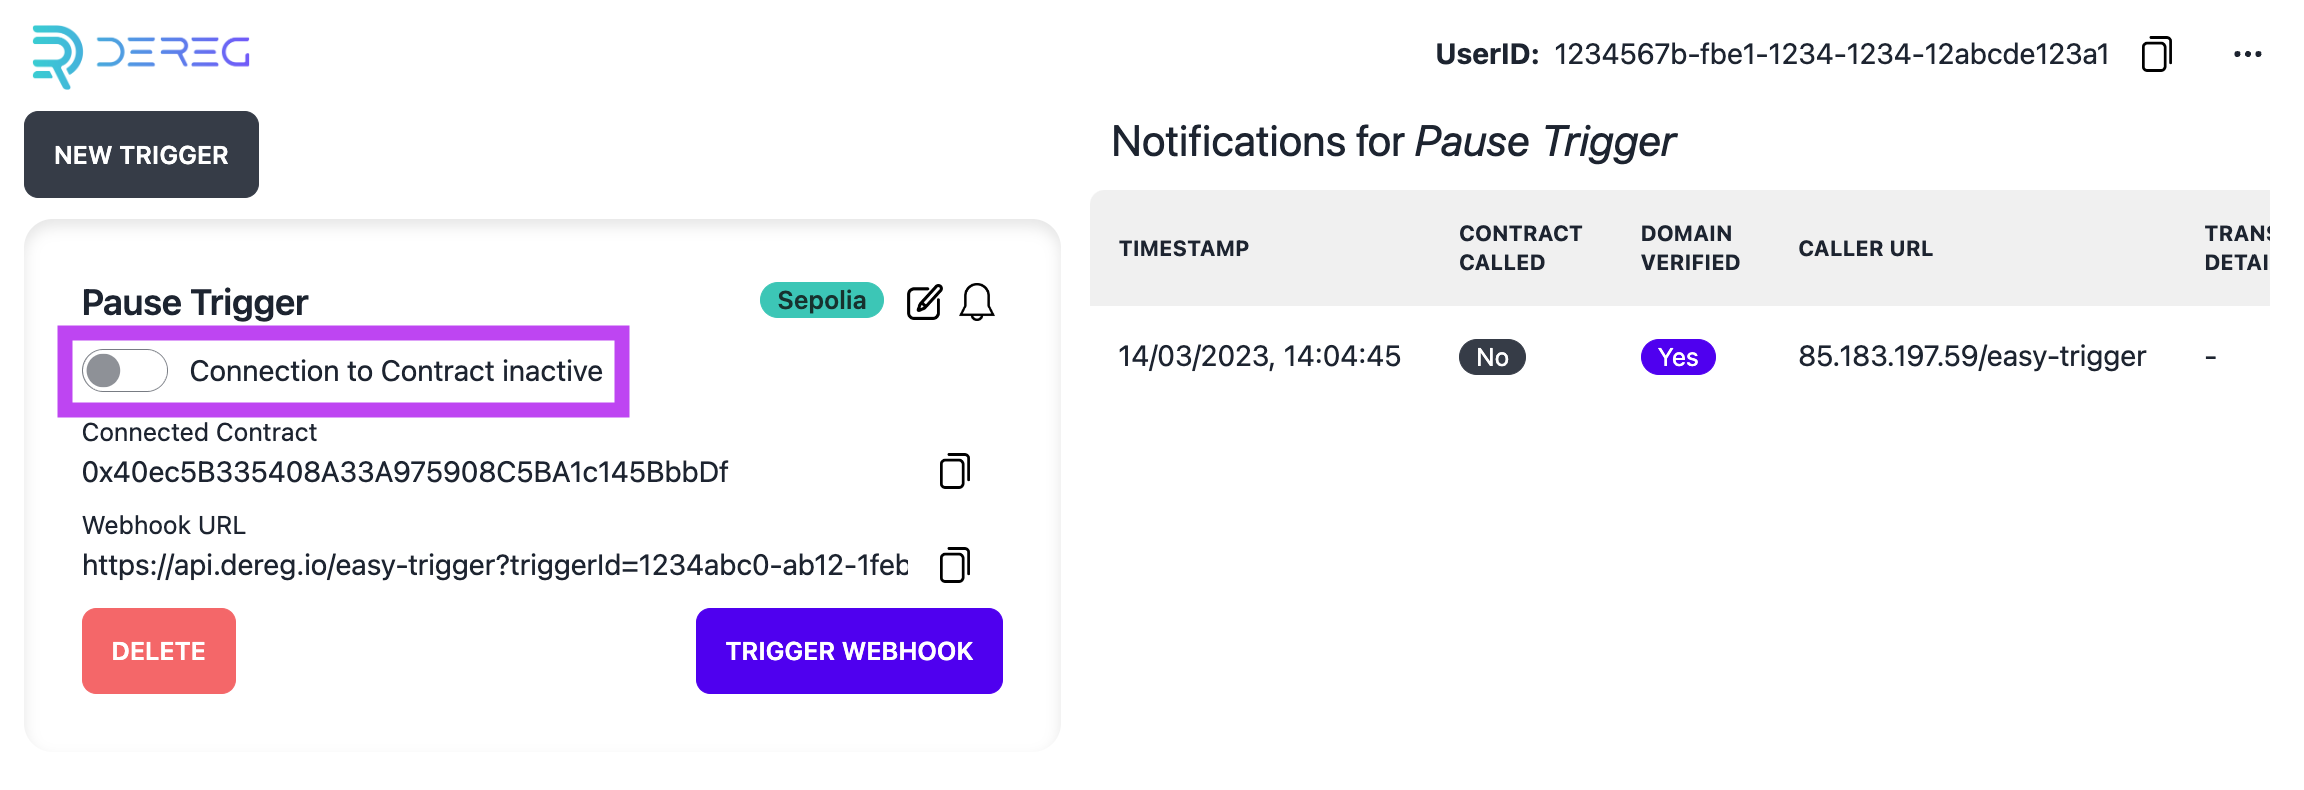 DEREG
UserID: 1234567b-fbe1-1234-1234-12abcde123a1
NEW TRIGGER
Pause Trigger
Sepolia
Connection to Contract inactive
Connected Contract
0x40ec5B335408A33A975908C5BA1c145BbbDf
Webhook URL
https://api.dereg.io/easy-trigger?triggerId=1234abc0-ab12-1feb
DELETE
TRIGGER WEBHOOK
Notifications for Pause Trigger
TIMESTAMP
CONTRACT
CALLED
DOMAIN
VERIFIED
CALLER URL
TRANS
DETAI
14/03/2023, 14:04:45
No
Yes
85.183.197.59/easy-trigger
-